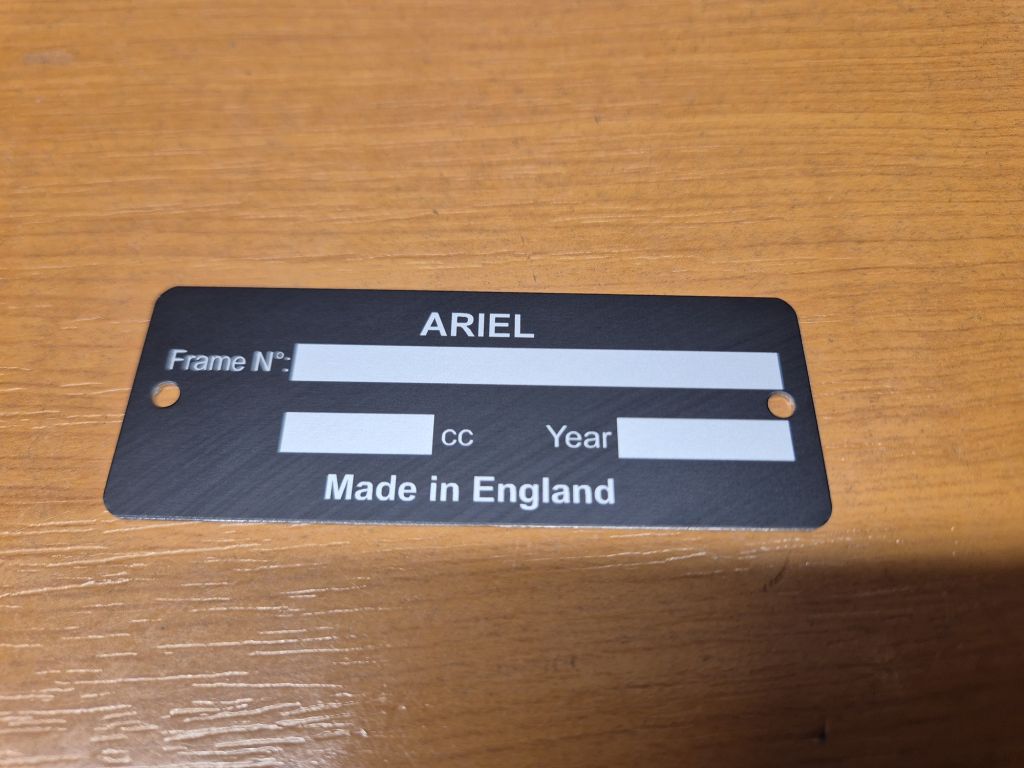 ARIEL
Frame N°:
cc Year
Made in England